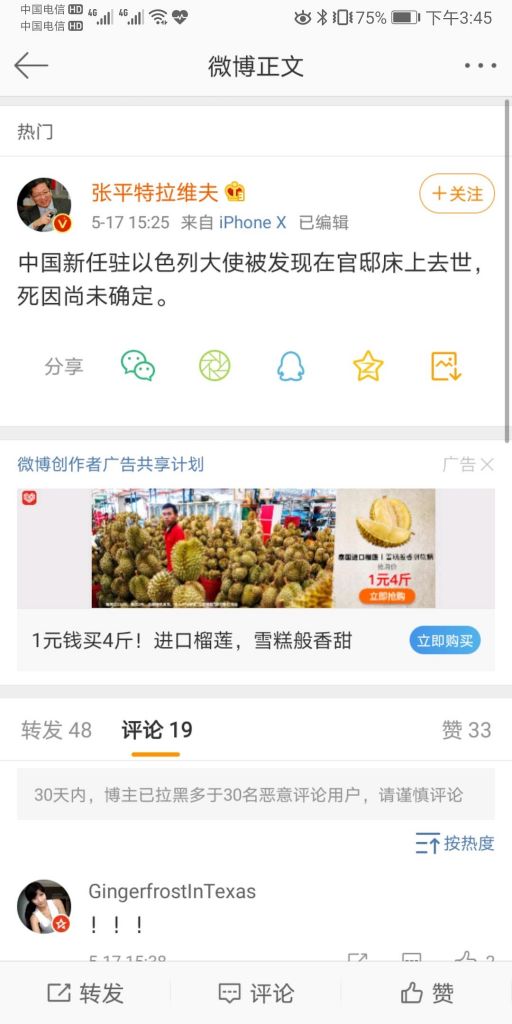 中国电信 HD 4G 4G 75% 下午3:45
中国电信 HD
微博正文
热门
张平特拉维夫
+关注
5-17 15:25 来自 iPhone X 已编辑
中国新任驻以色列大使被发现在官邸床上去世，
死因尚未确定。
分享
微博创作者广告共享计划
广告
泰国进口榴莲 | 雪糕般香甜软糯
1元4斤
立即抢购
1元钱买4斤！进口榴莲，雪糕般香甜
立即购买
转发 48 评论 19 赞 33
30天内，博主已拉黑多于30名恶意评论用户，请谨慎评论
按热度
GingerfrostInTexas
！！！
5-17 15:38 2
转发 评论 赞